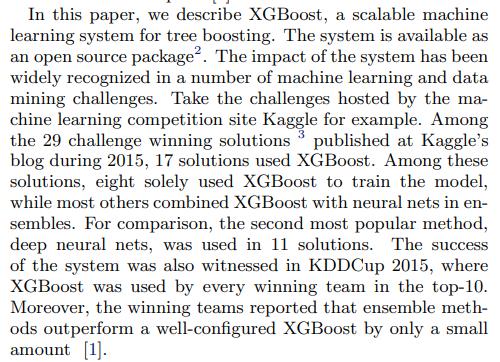 In this paper, we describe XGBoost, a scalable machine
learning system for tree boosting. The system is available as
an open source package². The impact of the system has been
widely recognized in a number of machine learning and data
mining challenges. Take the challenges hosted by the ma-
chine learning competition site Kaggle for example. Among
the 29 challenge winning solutions ³ published at Kaggle's
blog during 2015, 17 solutions used XGBoost. Among these
solutions, eight solely used XGBoost to train the model,
while most others combined XGBoost with neural nets in en-
sembles. For comparison, the second most popular method,
deep neural nets, was used in 11 solutions. The success
of the system was also witnessed in KDDCup 2015, where
XGBoost was used by every winning team in the top-10.
Moreover, the winning teams reported that ensemble meth-
ods outperform a well-configured XGBoost by only a small
amount [1].